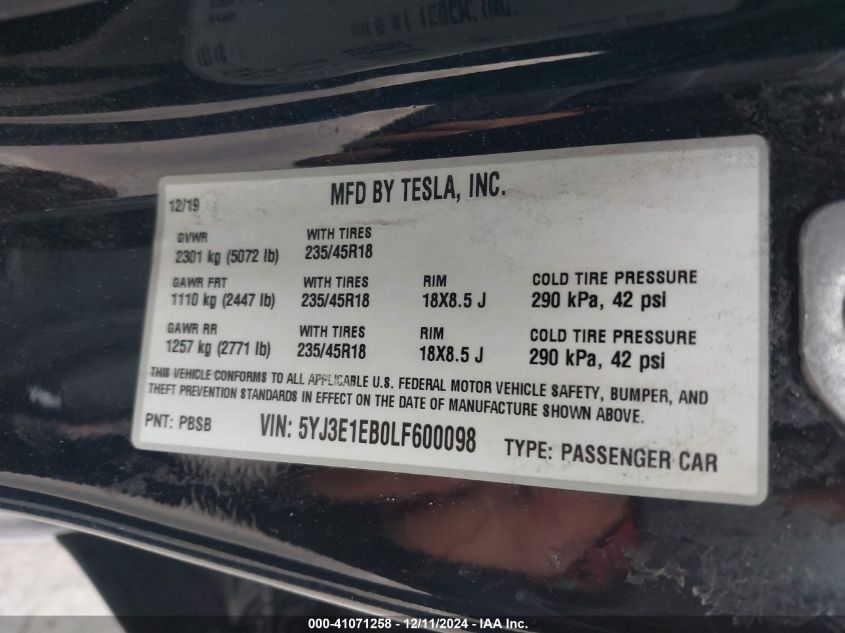 12/19
MFD BY TESLA, INC.
GVWR
2301 kg (5072 lb)
WITH TIRES
235/45R18
GAWR FRT
1110 kg (2447 lb)
WITH TIRES
235/45R18
RIM
18X8.5 J
COLD TIRE PRESSURE
290 kPa, 42 psi
GAWR RR
1257 kg (2771 lb)
WITH TIRES
235/45R18
RIM
18X8.5 J
COLD TIRE PRESSURE
290 kPa, 42 psi
THIS VEHICLE CONFORMS TO ALL APPLICABLE U.S. FEDERAL MOTOR VEHICLE SAFETY, BUMPER, AND
THEFT PREVENTION STANDARDS IN EFFECT ON THE DATE OF MANUFACTURE SHOWN ABOVE.
PNT: PBSB VIN: 5YJ3E1EB0LF600098 TYPE: PASSENGER CAR
000-41071258 - 12/11/2024 - IAA Inc.